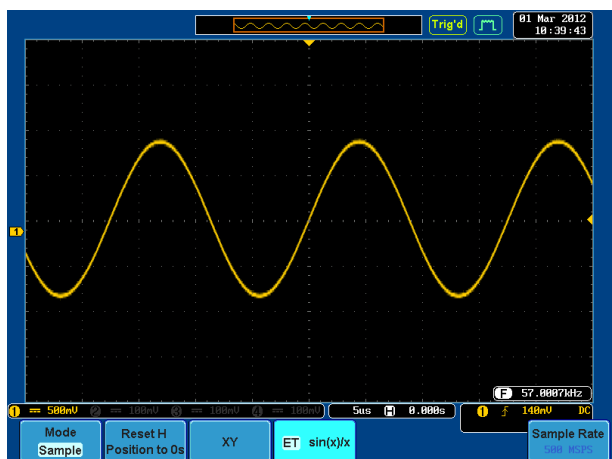 Trig'd
01 Mar 2012
10:39:43
1
F 57.0007kHz
1 500mV 2 100mV 3 100mV 4 100mV
5us H 0.000s
1 140mV DC
Mode
Sample
Reset H
Position to 0s
XY
ET sin(x)/x
Sample Rate
500 MSPS